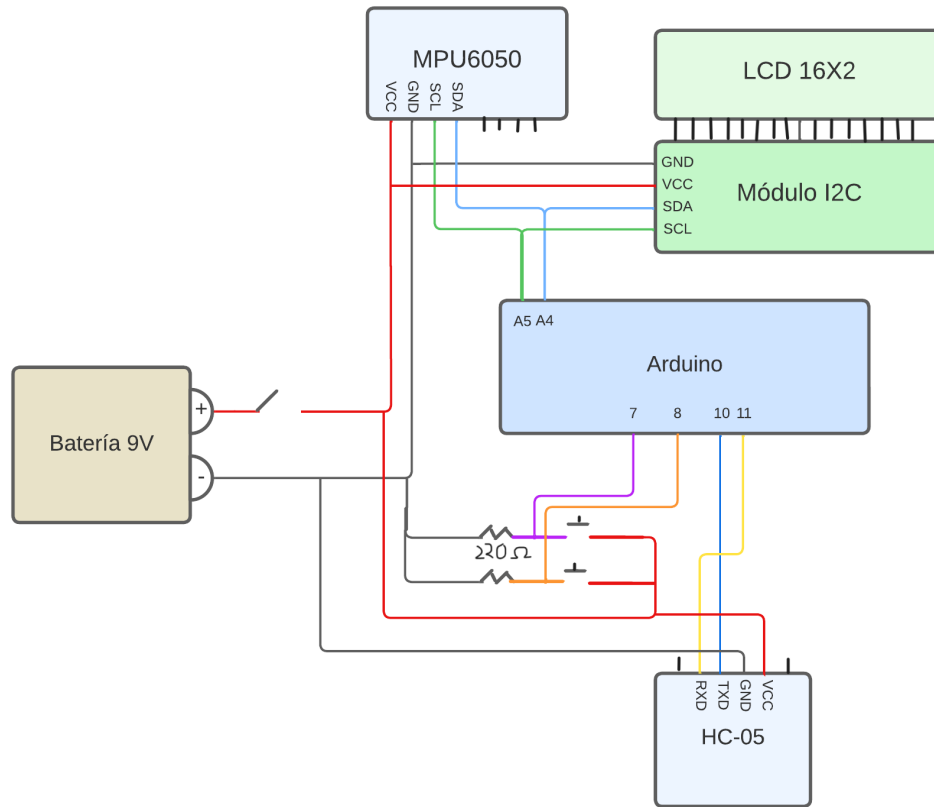 MPU6050
VCC
GND
SCL
SDA
LCD 16X2
Módulo I2C
GND
VCC
SDA
SCL
A5 A4
Arduino
7 8 10 11
Batería 9V
+
-
220 Ω
RXD
TXD
GND
VCC
HC-05